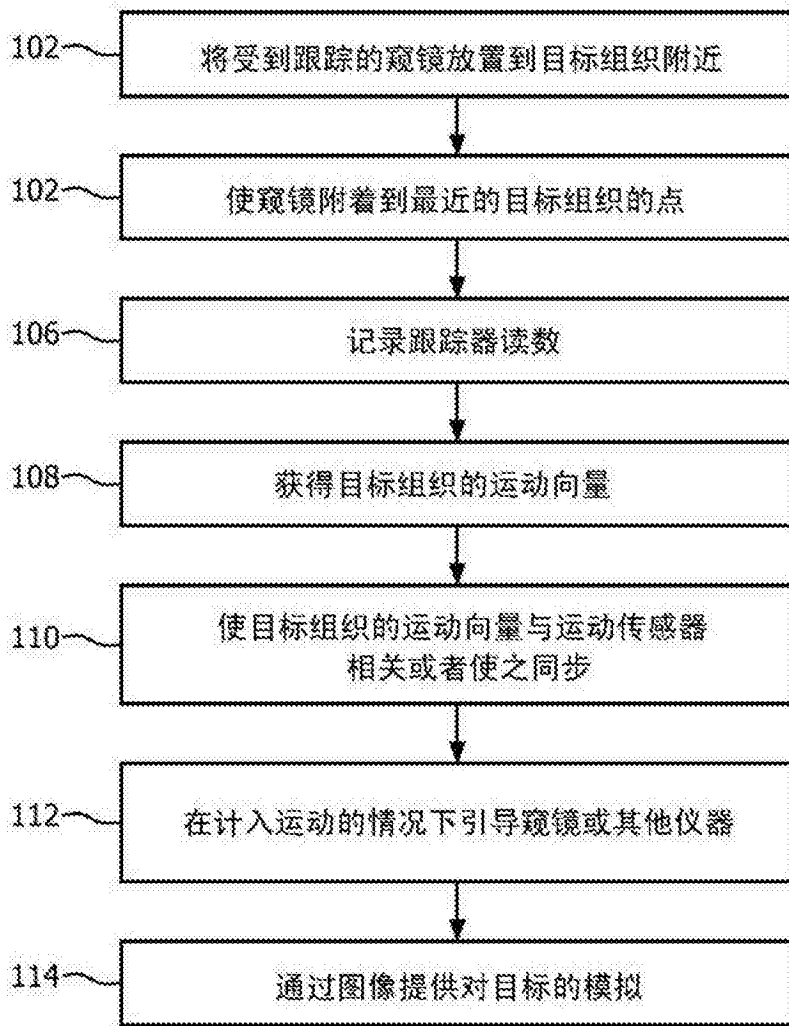 102 将受到跟踪的窥镜放置到目标组织附近
102 使窥镜附着到最近的目标组织的点
106 记录跟踪器读数
108 获得目标组织的运动向量
110 使目标组织的运动向量与运动传感器
相关或者使之同步
112 在计入运动的情况下引导窥镜或其他仪器
114 通过图像提供对目标的模拟